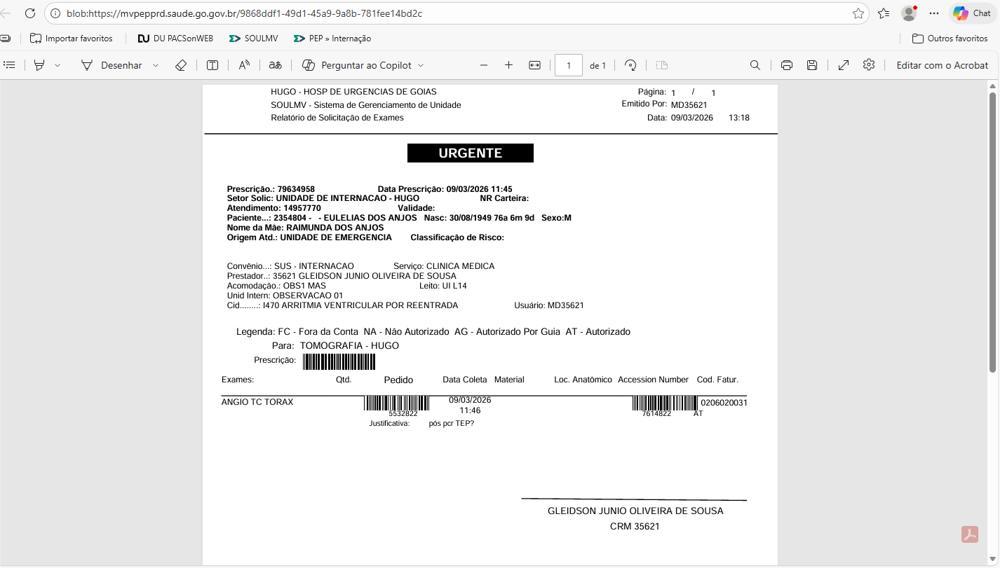 blob:https://mvpepprd.saude.go.gov.br/9868ddf1-49d1-45a9-9a8b-781fee14bd2c
Chat
Importar favoritos
DU PACSonWEB
SOULMV
PEP » Internação
Outros favoritos
Desenhar
Perguntar ao Copilot
1 de 1
Editar com o Acrobat
HUGO - HOSP DE URGENCIAS DE GOIAS Página: 1 / 1
SOULMV - Sistema de Gerenciamento de Unidade Emitido Por: MD35621
Relatório de Solicitação de Exames Data: 09/03/2026 13:18
URGENTE
Prescrição.: 79634958 Data Prescrição: 09/03/2026 11:45
Setor Solic: UNIDADE DE INTERNACAO - HUGO NR Carteira:
Atendimento: 14957770 Validade:
Paciente...: 2354804 - - EULELIAS DOS ANJOS Nasc: 30/08/1949 76a 6m 9d Sexo:M
Nome da Mãe: RAIMUNDA DOS ANJOS
Origem Atd.: UNIDADE DE EMERGENCIA Classificação de Risco:
Convênio...: SUS - INTERNACAO Serviço: CLINICA MEDICA
Prestador..: 35621 GLEIDSON JUNIO OLIVEIRA DE SOUSA
Acomodação.: OBS1 MAS Leito: UI L14
Unid Intern: OBSERVACAO 01
Cid........: I470 ARRITMIA VENTRICULAR POR REENTRADA Usuário: MD35621
Legenda: FC - Fora da Conta NA - Não Autorizado AG - Autorizado Por Guia AT - Autorizado
Para: TOMOGRAFIA - HUGO
Prescrição:
Exames: Qtd. Pedido Data Coleta Material Loc. Anatômico Accession Number Cod. Fatur.
ANGIO TC TORAX 09/03/2026 0206020031
11:46
5532822 7614822 AT
Justificativa: pós pcr TEP?
GLEIDSON JUNIO OLIVEIRA DE SOUSA
CRM 35621